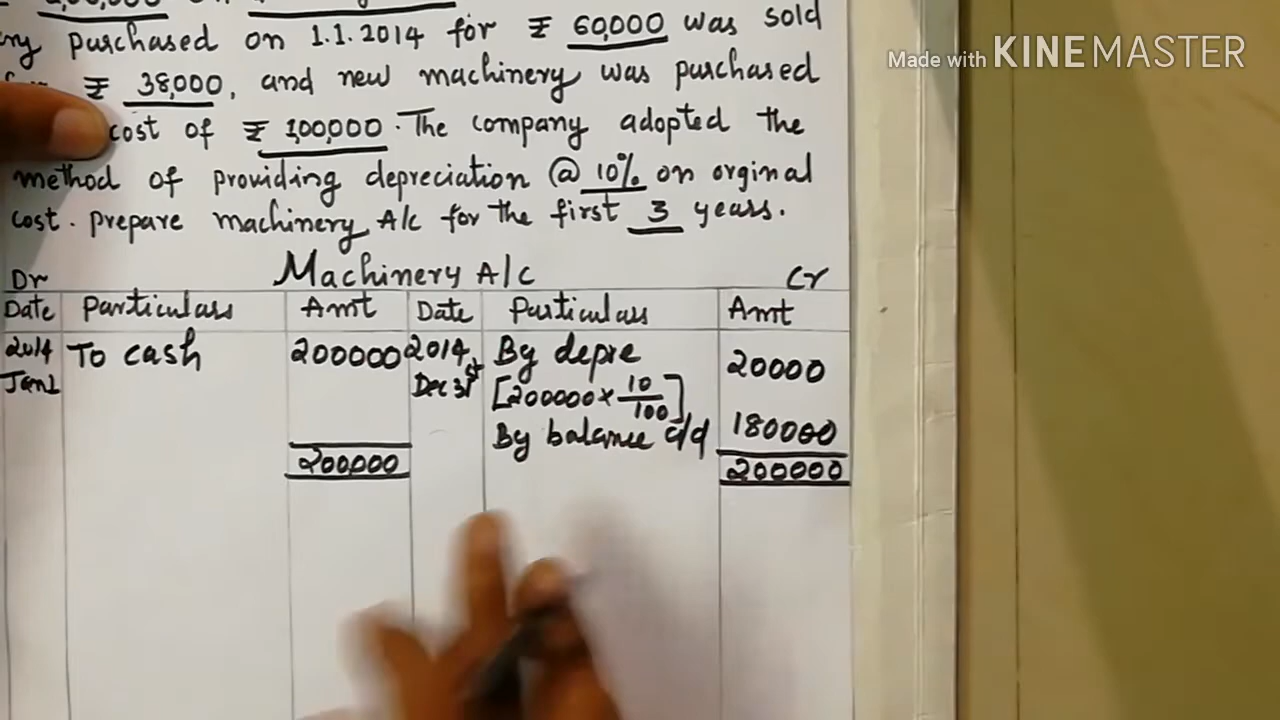 purchased on 1.1.2014 for ₹ 60,000 was sold
Made with KINEMASTER
₹ 38,000, and new machinery was purchased
cost of ₹ 1,00,000. The company adopted the
method of providing depreciation @ 10% on orginal
cost. prepare machinery A/c for the first 3 years.
Dr Machinery A/c Cr
Date Particulars Amt Date Particulars Amt
2014 To cash 200000 2014 By depre 20000
Jan 1 Dec 31st [200000 × 10/100]
By balance c/d 180000
200000 200000